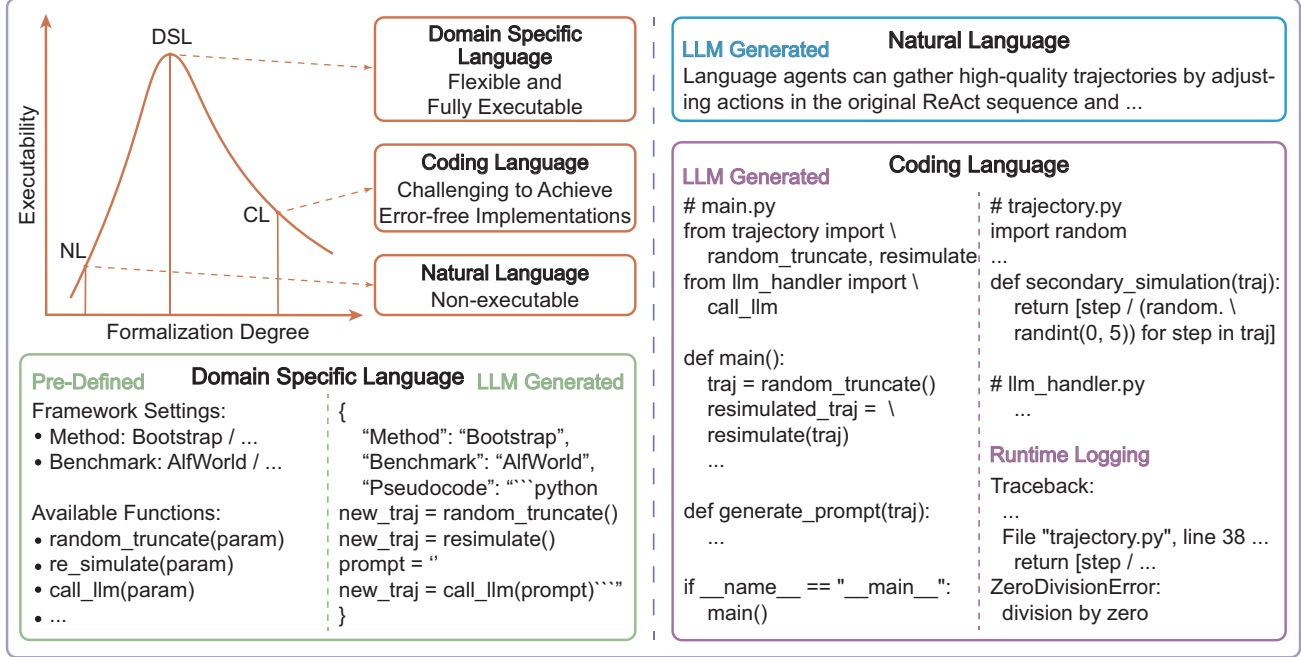 Executability
DSL
NL
CL
Formalization Degree
Domain Specific
Language
Flexible and
Fully Executable
Coding Language
Challenging to Achieve
Error-free Implementations
Natural Language
Non-executable
Pre-Defined
Domain Specific Language
LLM Generated
Framework Settings:
• Method: Bootstrap / ...
• Benchmark: AlfWorld / ...
Available Functions:
• random_truncate(param)
• re_simulate(param)
• call_llm(param)
• ...
{
“Method”: “Bootstrap”,
“Benchmark”: “AlfWorld”,
“Pseudocode”: “```python
new_traj = random_truncate()
new_traj = resimulate()
prompt = ‘’
new_traj = call_llm(prompt)```”
}
LLM Generated
Natural Language
Language agents can gather high-quality trajectories by adjust-
ing actions in the original ReAct sequence and ...
Coding Language
LLM Generated
# main.py
from trajectory import \
random_truncate, resimulate
from llm_handler import \
call_llm
def main():
traj = random_truncate()
resimulated_traj = \
resimulate(traj)
...
def generate_prompt(traj):
...
if __name__ == "__main__":
main()
# trajectory.py
import random
...
def secondary_simulation(traj):
return [step / (random. \
randint(0, 5)) for step in traj]
# llm_handler.py
...
Runtime Logging
Traceback:
...
File "trajectory.py", line 38 ...
return [step / ...
ZeroDivisionError:
division by zero